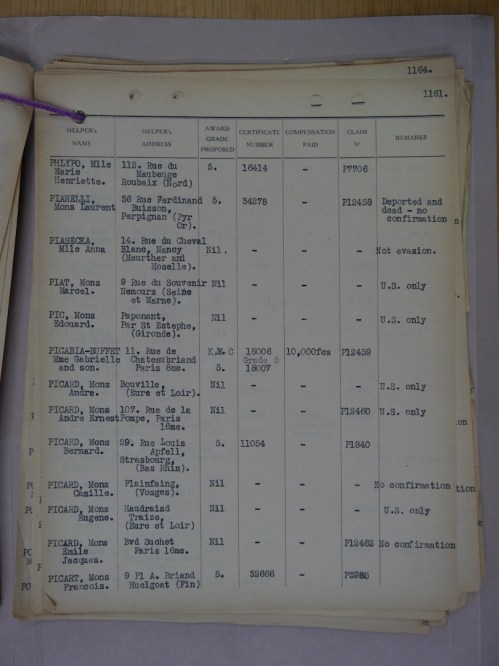 1164.
1161.
HELPER's NAME HELPER's ADDRESS AWARD GRADE PROPOSED CERTIFICATE NUMBER COMPENSATION PAID CLAIM Nº REMARKS
PHLYPO, Mlle 112. Rue du 5. 16414 - F7706
Marie Maubeuge
Henriette. Roubaix (Nord)
PIANELLI, 36 Rue Ferdinand 5. 34278 - F12458 Deported and
Mons Laurent Buisson, dead - no
Perpignan (Pyr confirmation
Or).
PIASECKA, 14. Rue du Cheval
Mlle Anna Blanc, Nancy Nil. - - - Not evasion.
(Meurther and
Moselle).
PIAT, Mons 9 Rue du Souvenir Nil - - - U.S. only
Marcel. Nemours (Seine
et Marne).
PIC, Mons Paponent, Nil - - - U.S. only
Edouard. Par St Estephe,
(Gironde).
PICABIA-BUFFET 11. Rue de K.M.C 18006 10,000fcs F12459
Mme Gabrielle Chateaubriand Grade 5
and son. Paris 8me. 5. 18007
PICARD, Mons Bouville, Nil - - - U.S. only
Andre. (Eure et Loir).
PICARD, Mons 107. Rue de la Nil - - F12460 U.S. only
Andre Ernest Pompe, Paris
16me.
PICARD, Mons 29. Rue Louis 5. 11054 - F1840
Bernard. Apfell,
Strasbourg,
(Bas Rhin).
PICARD, Mons Plainfaing, Nil - - - No confirmation
Camille. (Vosges).
PICARD, Mons Maudraisd Nil - - - U.S. only
Eugene. Traize,
(Eure et Loir)
PICARD, Mons Bvd Suchet Nil - - F12462 No confirmation
Emile Paris 16me.
Jacques.
PICART, Mons 9 Pl A. Briand 5. 32666 - F3985
Francois. Huelgoat (Fin)